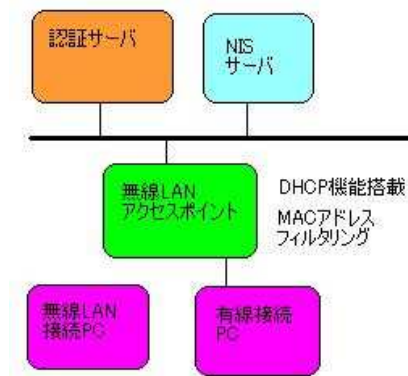 認証サーバ
NIS
サーバ
無線LAN
アクセスポイント
DHCP機能搭載
MACアドレス
フィルタリング
無線LAN
接続PC
有線接続
PC